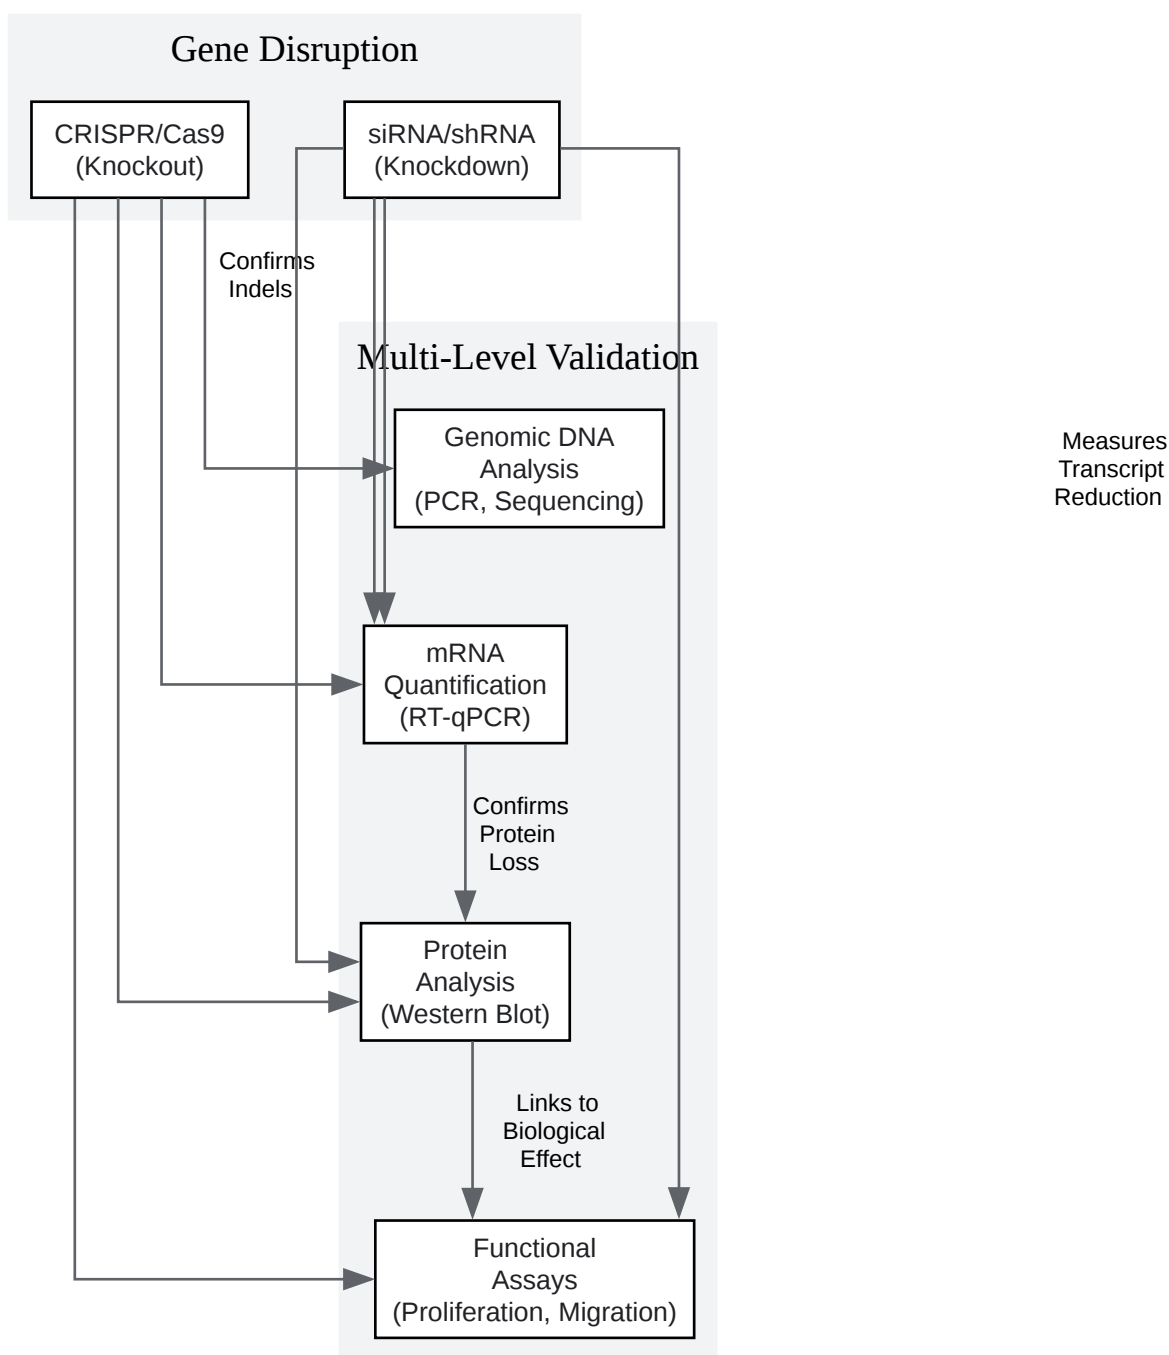 Gene Disruption
CRISPR/Cas9
(Knockout)
siRNA/shRNA
(Knockdown)
Confirms
Indels
Multi-Level Validation
Genomic DNA
Analysis
(PCR, Sequencing)
Measures
Transcript
Reduction
mRNA
Quantification
(RT-qPCR)
Confirms
Protein
Loss
Protein
Analysis
(Western Blot)
Links to
Biological
Effect
Functional
Assays
(Proliferation, Migration)